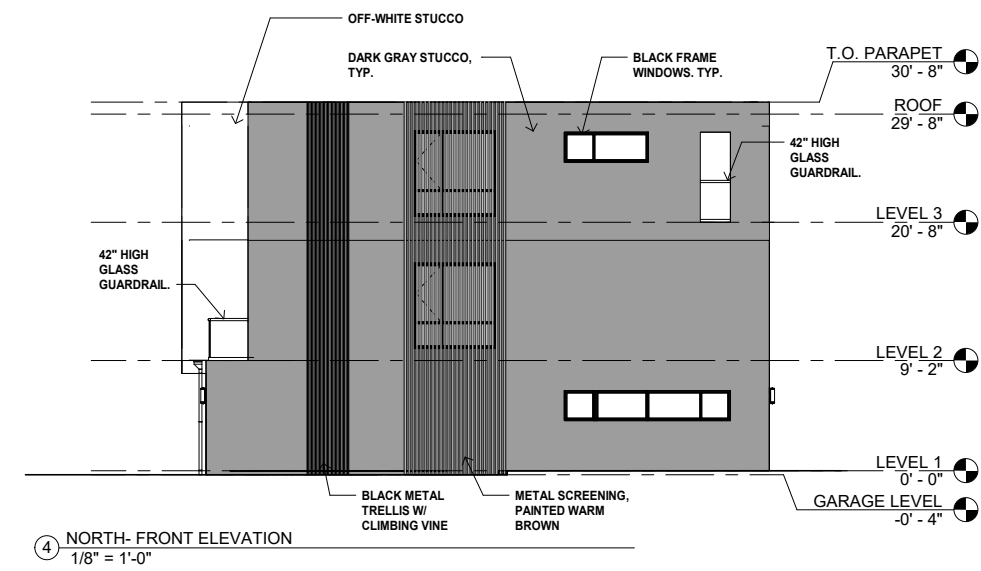 OFF-WHITE STUCCO
DARK GRAY STUCCO,
TYP.
BLACK FRAME
WINDOWS. TYP.
T.O. PARAPET
30' - 8"
ROOF
29' - 8"
42" HIGH
GLASS
GUARDRAIL.
LEVEL 3
20' - 8"
42" HIGH
GLASS
GUARDRAIL.
LEVEL 2
9' - 2"
LEVEL 1
0' - 0"
BLACK METAL
TRELLIS W/
CLIMBING VINE
METAL SCREENING,
PAINTED WARM
BROWN
GARAGE LEVEL
-0' - 4"
4 NORTH- FRONT ELEVATION
1/8" = 1'-0"